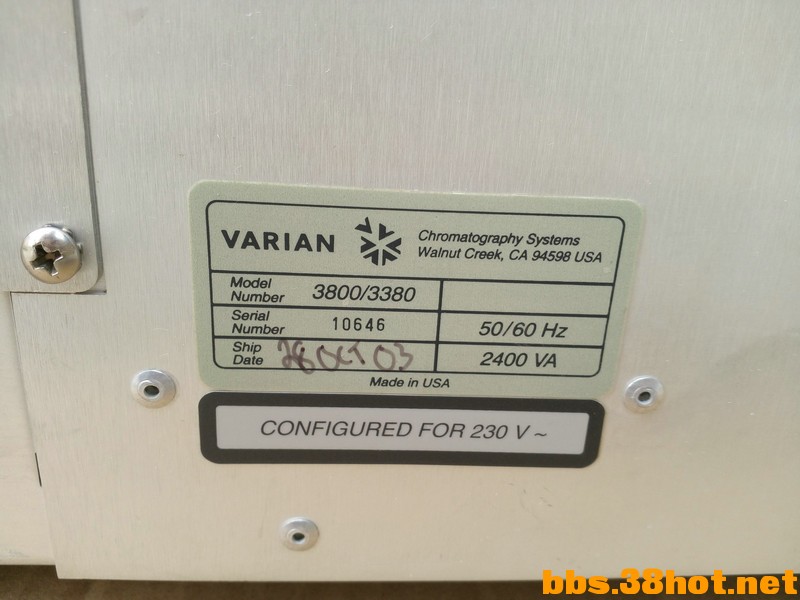 VARIAN
Chromatography Systems
Walnut Creek, CA 94598 USA
Model Number 3800/3380
Serial Number 10646 50/60 Hz
Ship Date 28 OCT 03 2400 VA
Made in USA
CONFIGURED FOR 230 V ~
bbs.38hot.net